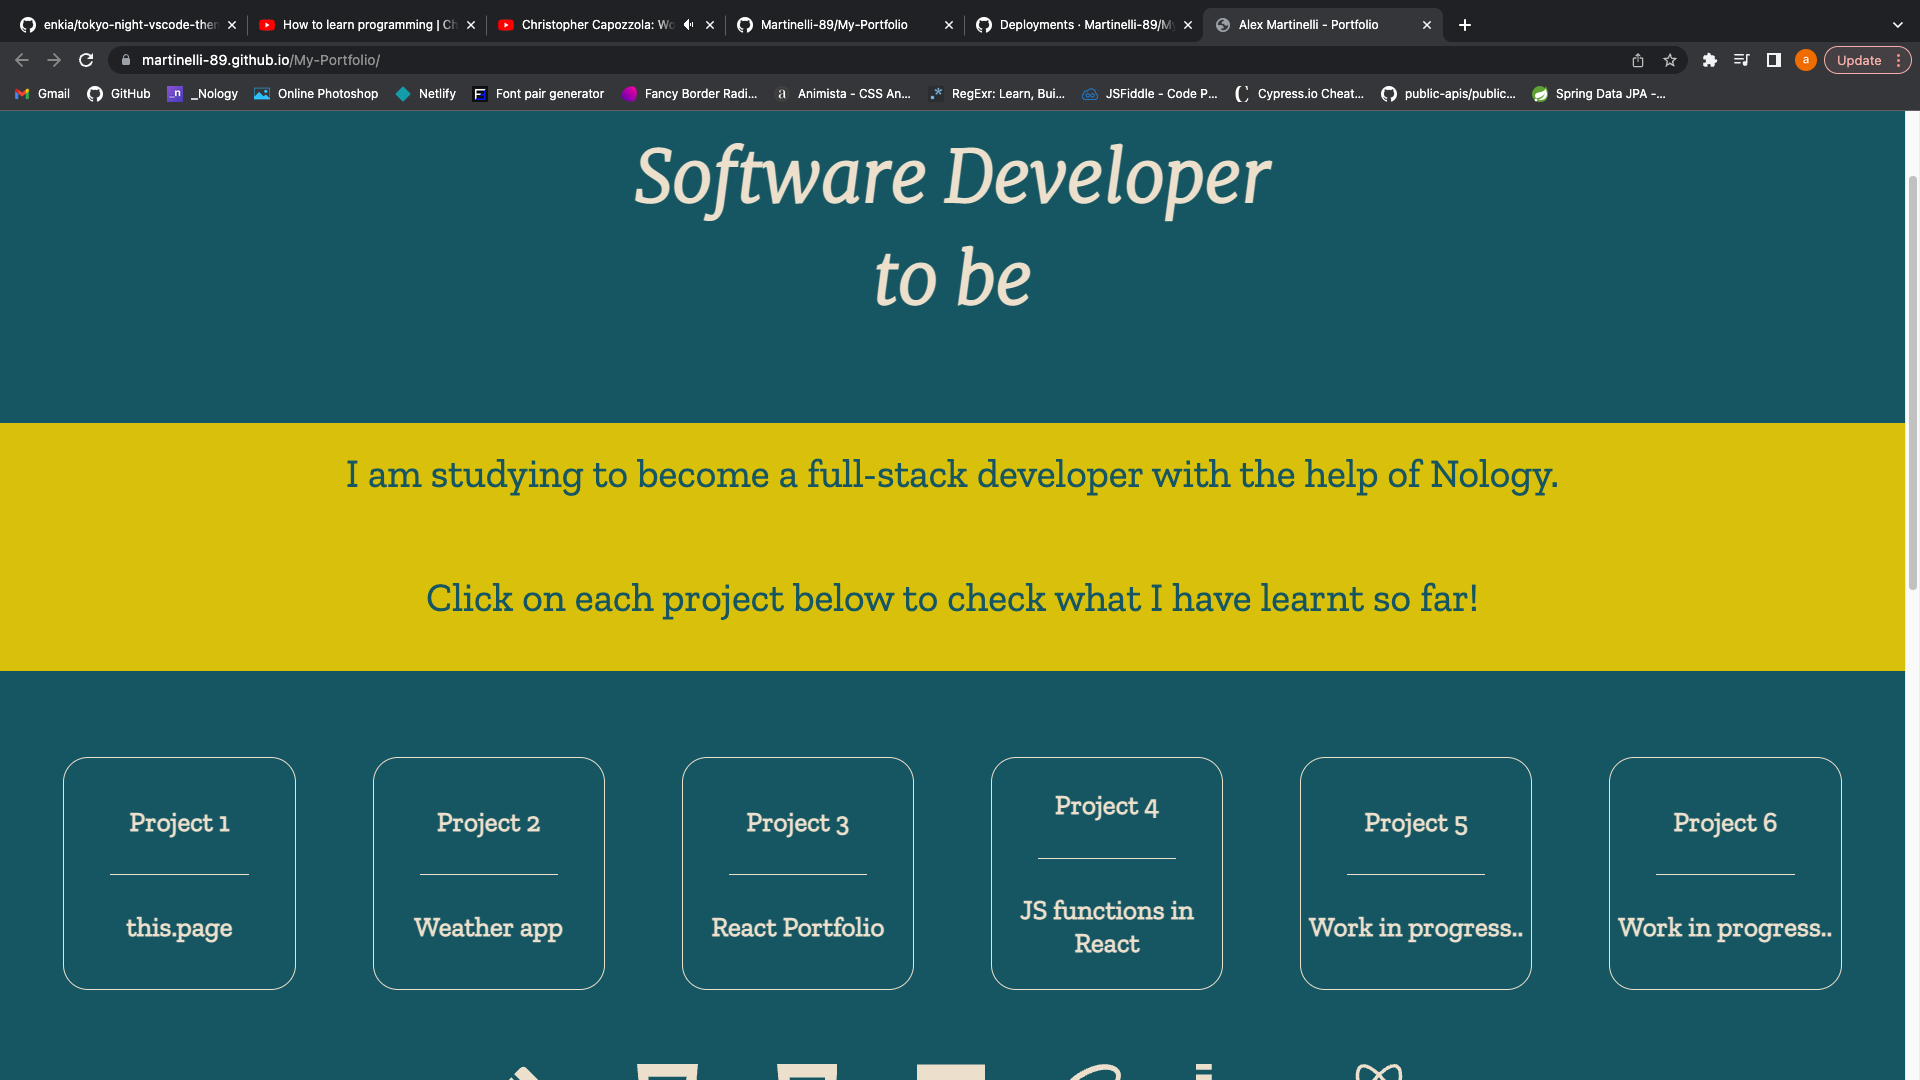 enkia/tokyo-night-vscode-then
How to learn programming | Ch
Christopher Capozzola: Wo
Martinelli-89/My-Portfolio
Deployments · Martinelli-89/My
Alex Martinelli - Portfolio
martinelli-89.github.io/My-Portfolio/
a
Update
Gmail
GitHub
_n
_Nology
Online Photoshop
Netlify
Font pair generator
Fancy Border Radi...
a
Animista - CSS An...
RegExr: Learn, Bui...
JSFiddle - Code P...
Cypress.io Cheat...
public-apis/public...
Spring Data JPA -...
Software Developer
to be
I am studying to become a full-stack developer with the help of Nology.
Click on each project below to check what I have learnt so far!
Project 1
this.page
Project 2
Weather app
Project 3
React Portfolio
Project 4
JS functions in
React
Project 5
Work in progress..
Project 6
Work in progress..